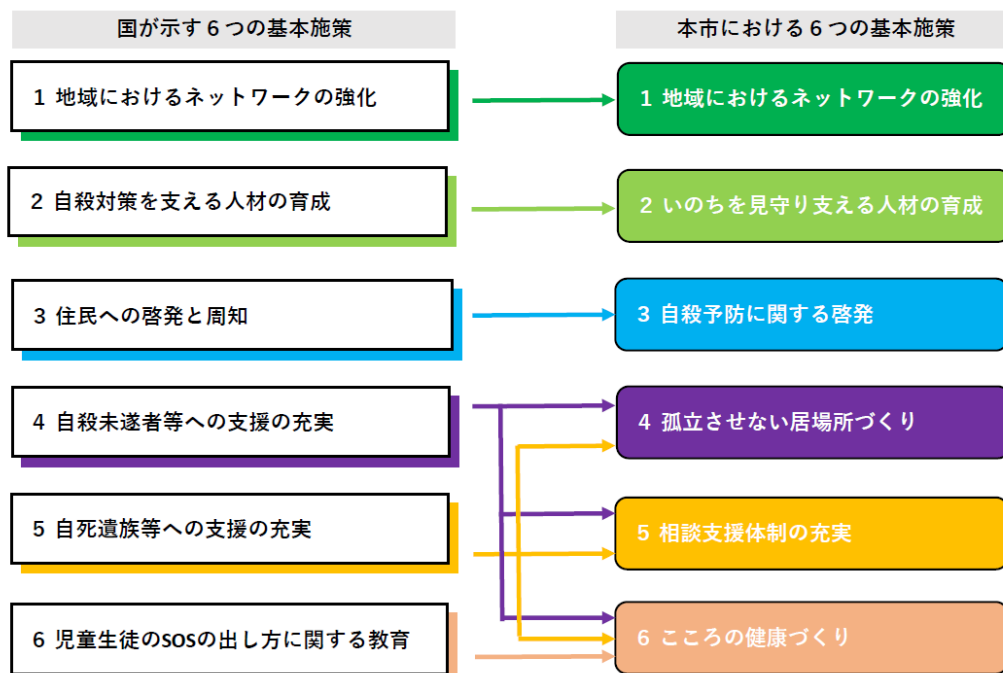 国が示す６つの基本施策
本市における６つの基本施策
1 地域におけるネットワークの強化
1 地域におけるネットワークの強化
2 自殺対策を支える人材の育成
2 いのちを見守り支える人材の育成
3 住民への啓発と周知
3 自殺予防に関する啓発
4 自殺未遂者等への支援の充実
4 孤立させない居場所づくり
5 自死遺族等への支援の充実
5 相談支援体制の充実
6 児童生徒のSOSの出し方に関する教育
6 こころの健康づくり